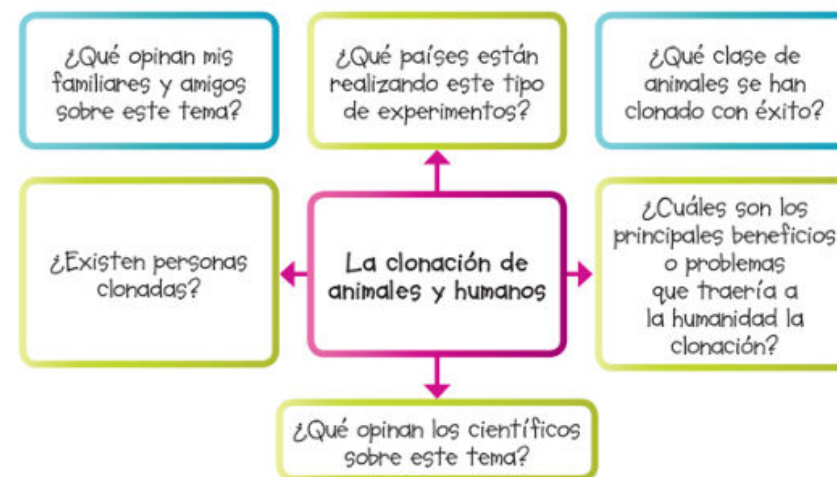 ¿Qué opinan mis
familiares y amigos
sobre este tema?
¿Qué países están
realizando este tipo
de experimentos?
¿Qué clase de
animales se han
clonado con éxito?
¿Existen personas
clonadas?
La clonación de
animales y humanos
¿Cuáles son los
principales beneficios
o problemas
que traería a
la humanidad la
clonación?
¿Qué opinan los científicos
sobre este tema?